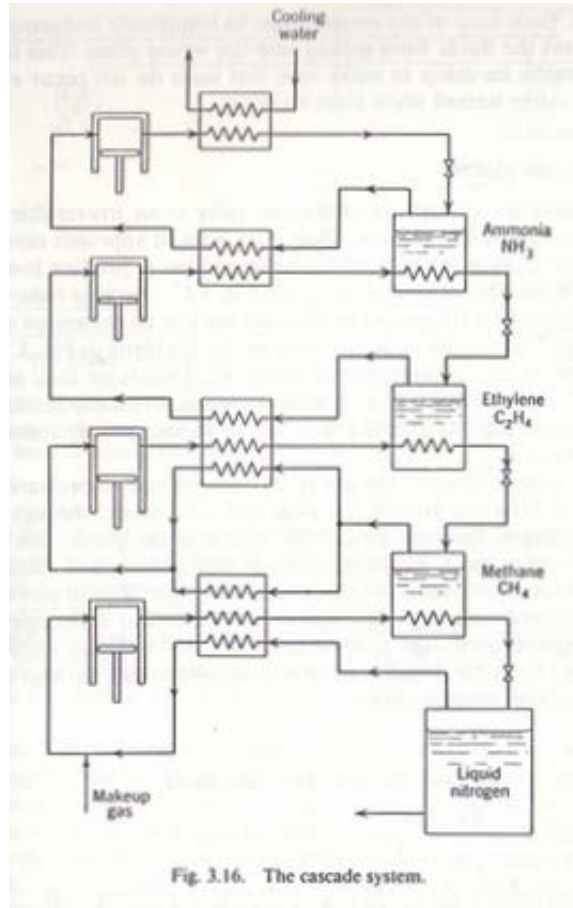 Cooling
water
Ammonia
NH₃
Ethylene
C₂H₄
Methane
CH₄
Liquid
nitrogen
Makeup
gas
Fig. 3.16. The cascade system.